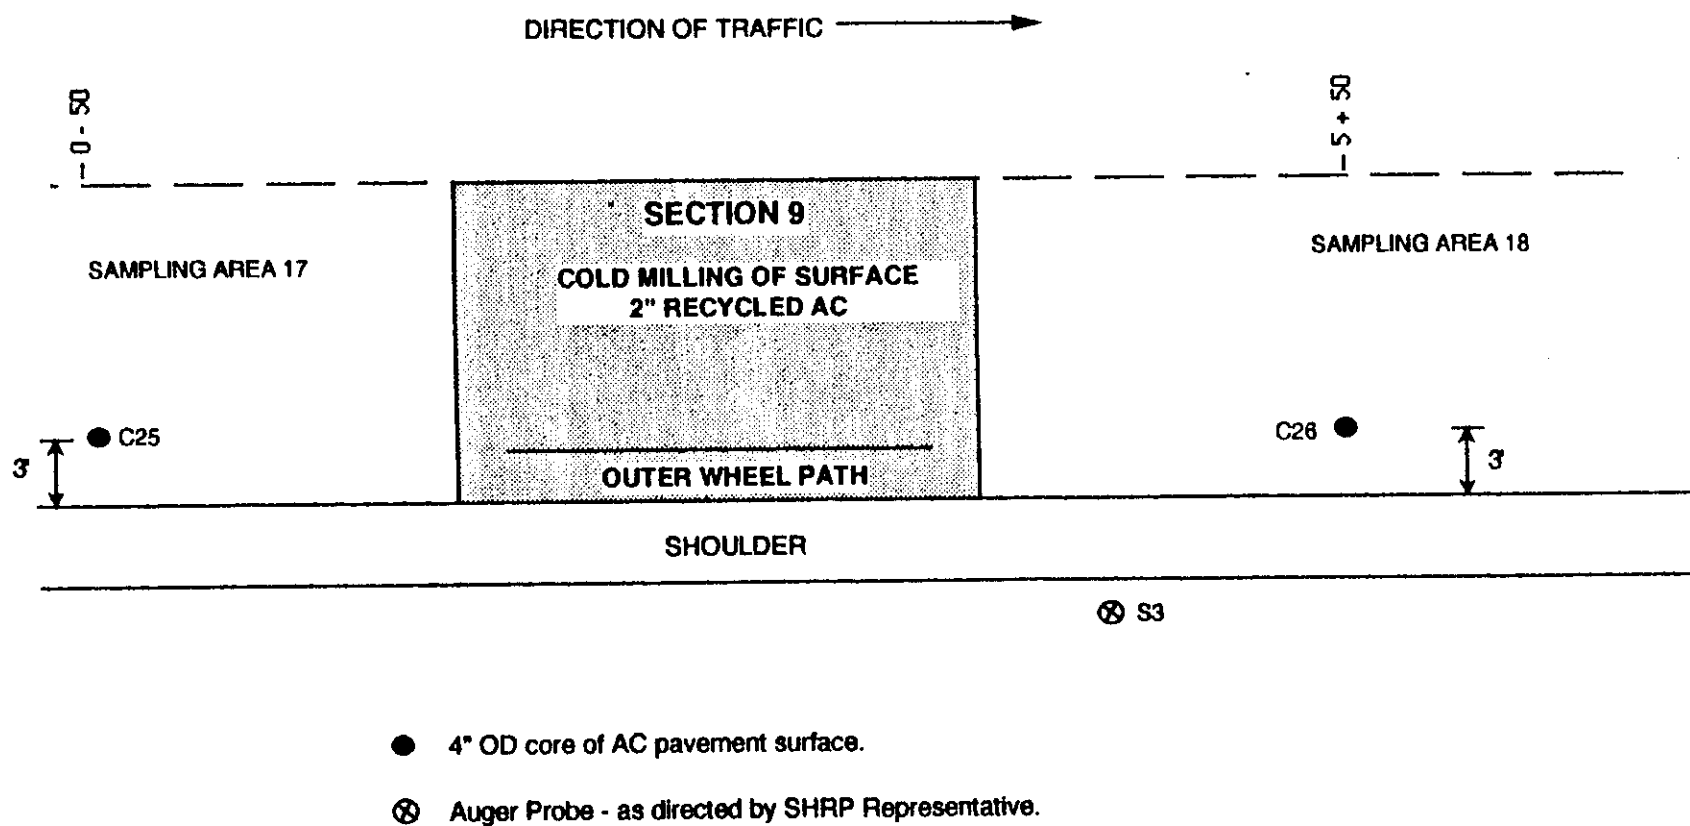 DIRECTION OF TRAFFIC
0 - 50
5 + 50
SECTION 9
SAMPLING AREA 17
SAMPLING AREA 18
COLD MILLING OF SURFACE
2" RECYCLED AC
C25
C26
3'
3'
OUTER WHEEL PATH
SHOULDER
S3
4" OD core of AC pavement surface.
Auger Probe - as directed by SHRP Representative.